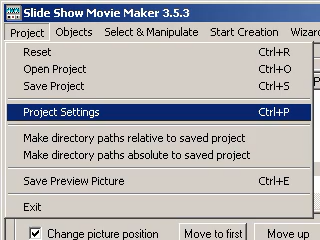 Slide Show Movie Maker 3.5.3
Project Objects Select & Manipulate Start Creation
Reset Ctrl+R
Open Project Ctrl+O
Save Project Ctrl+S
Project Settings Ctrl+P
Make directory paths relative to saved project
Make directory paths absolute to saved project
Save Preview Picture Ctrl+E
Exit
Change picture position Move to first Move up